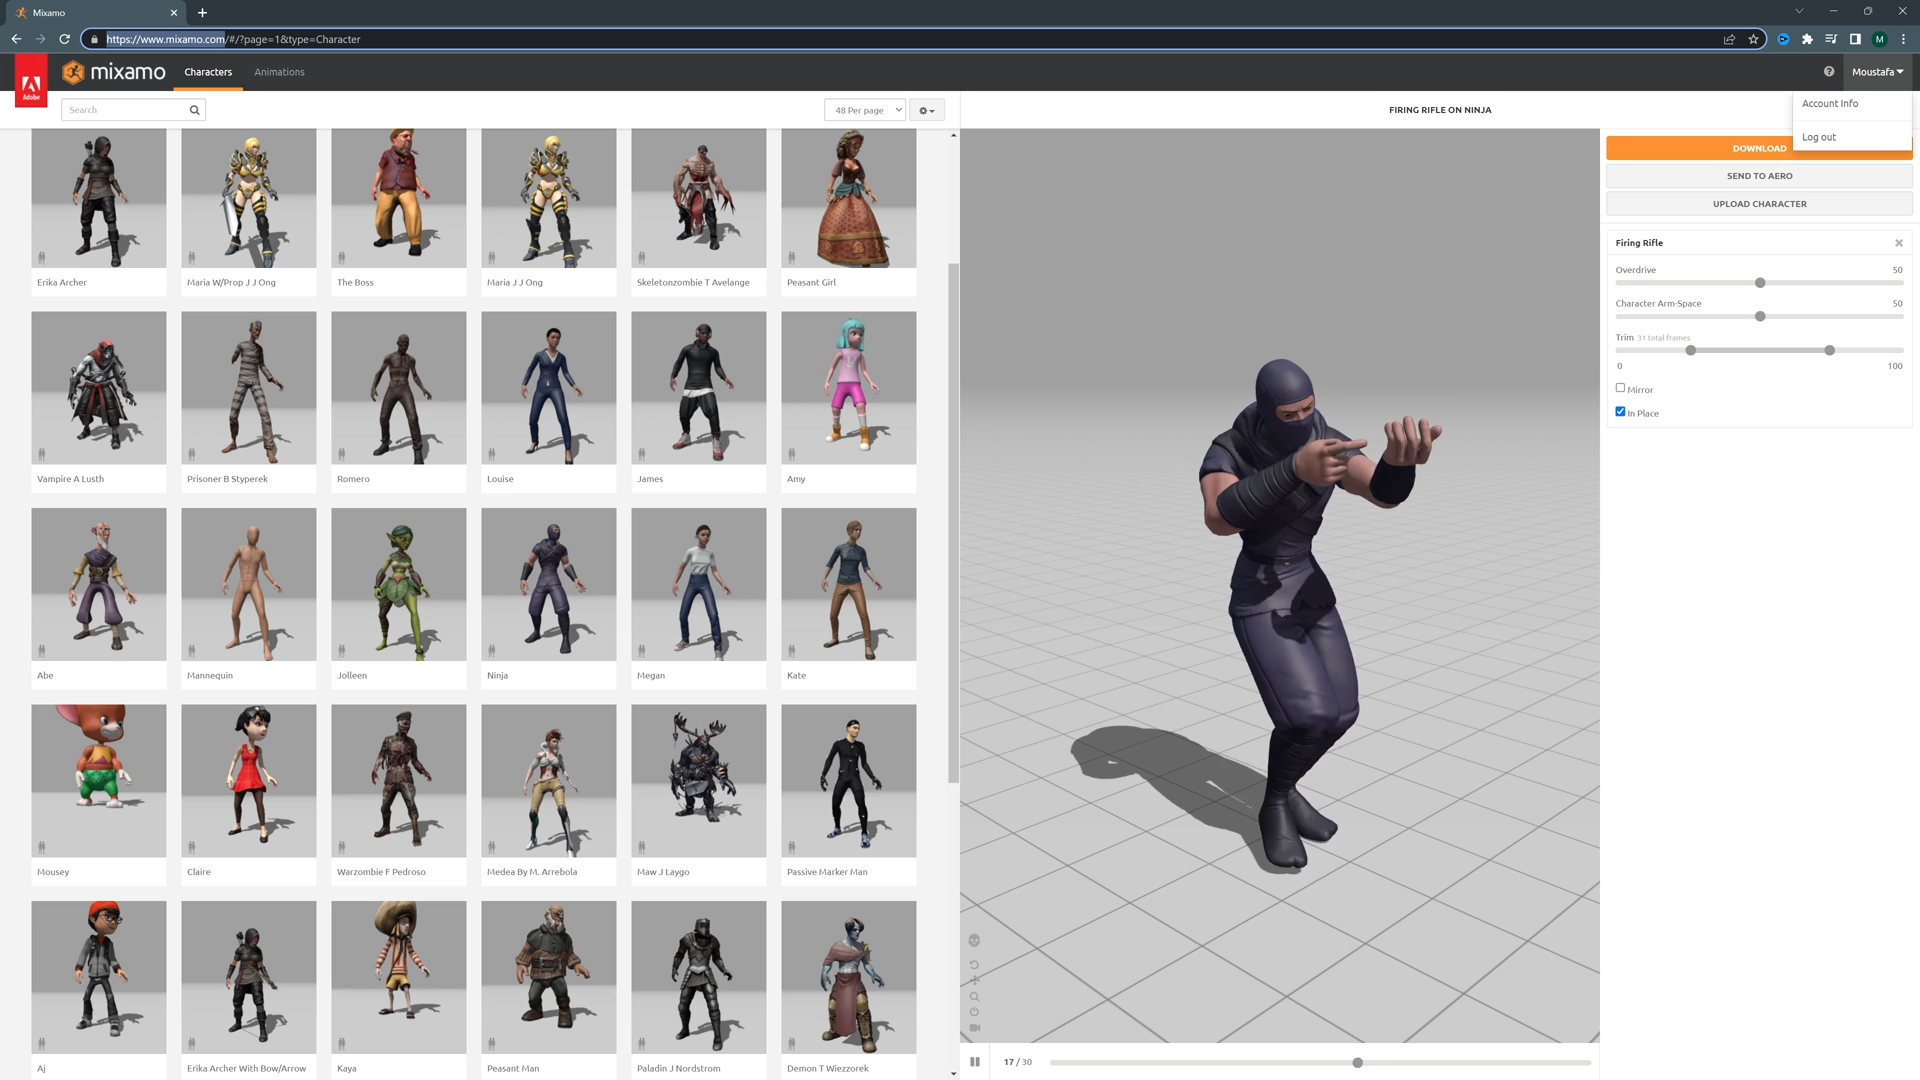 Mixamo
https://www.mixamo.com/#/?page=1&type=Character
M
Adobe
mixamo
Characters
Animations
Moustafa
Search
48 Per page
FIRING RIFLE ON NINJA
Account Info
Log out
DOWNLOAD
SEND TO AERO
UPLOAD CHARACTER
Firing Rifle
Overdrive 50
Character Arm-Space 50
Trim 31 total frames
0 100
Mirror
In Place
Erika Archer
Maria W/Prop J J Ong
The Boss
Maria J J Ong
Skeletonzombie T Avelange
Peasant Girl
Vampire A Lusth
Prisoner B Styperek
Romero
Louise
James
Amy
Abe
Mannequin
Jolleen
Ninja
Megan
Kate
Mousey
Claire
Warzombie F Pedroso
Medea By M. Arrebola
Maw J Laygo
Passive Marker Man
Aj
Erika Archer With Bow/Arrow
Kaya
Peasant Man
Paladin J Nordstrom
Demon T Wiezzorek
17 / 30